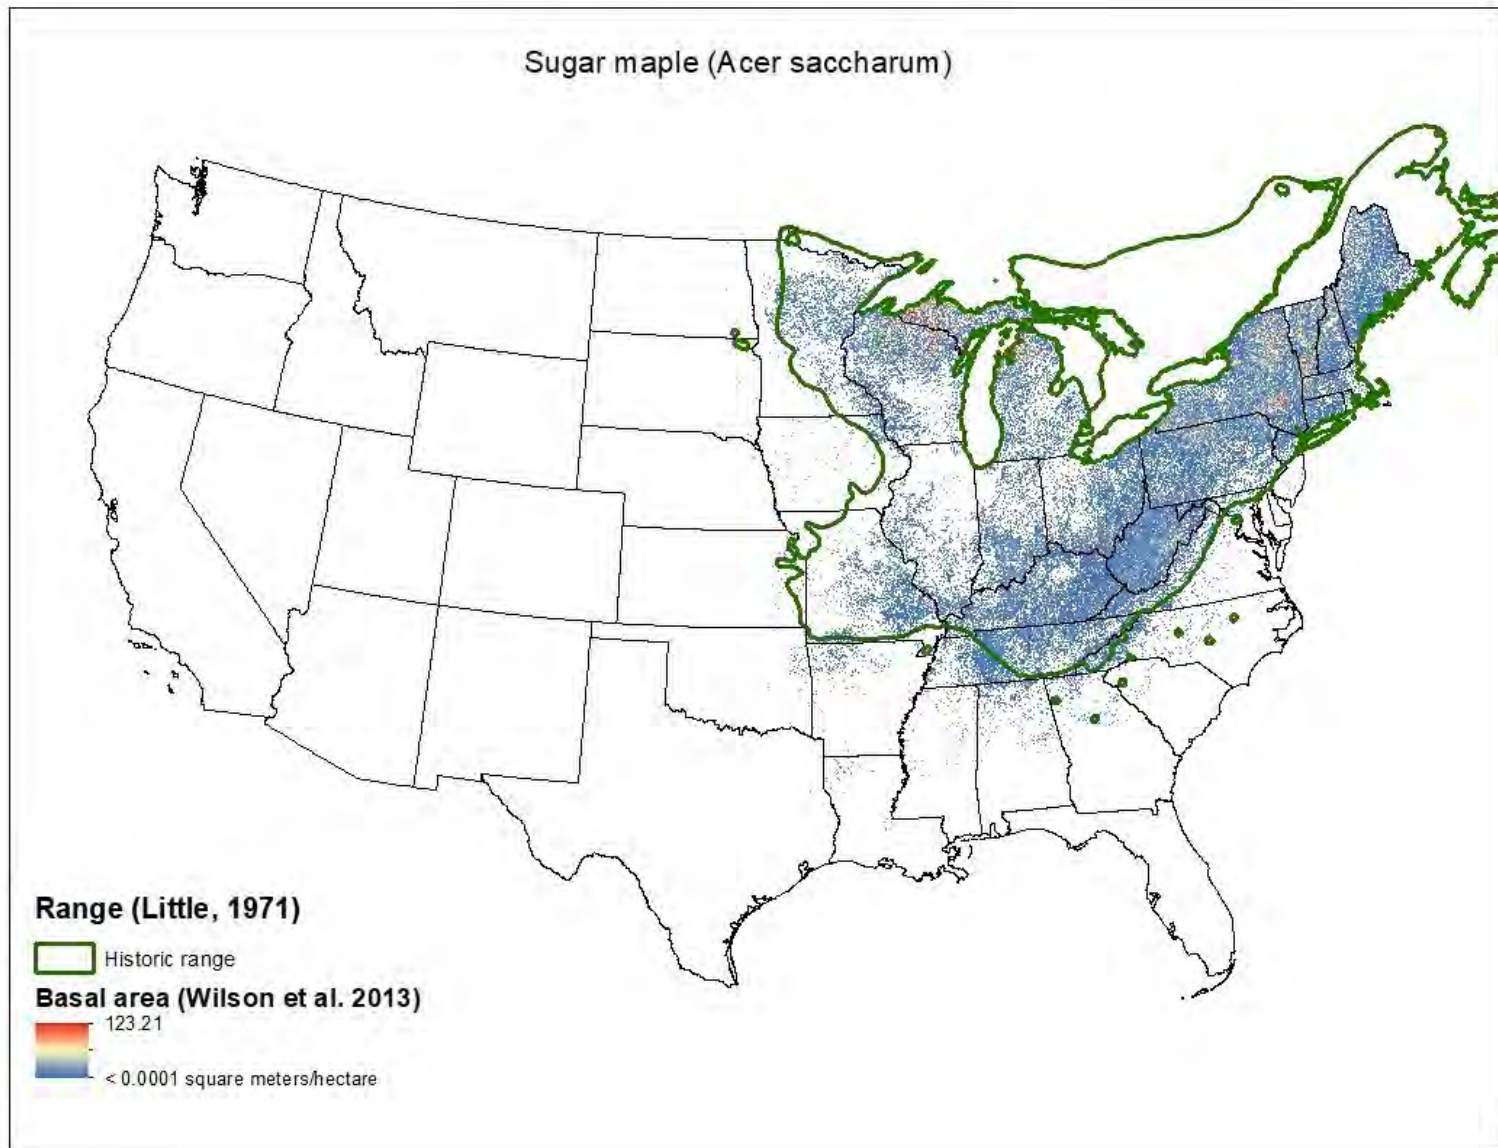 Sugar maple (Acer saccharum)
Range (Little, 1971)
Historic range
Basal area (Wilson et al. 2013)
123.21
< 0.0001 square meters/hectare